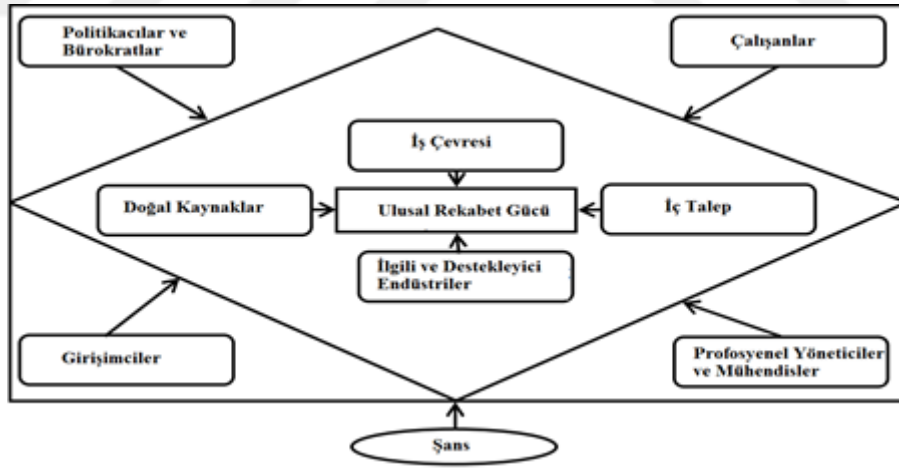 Politikacılar ve
Bürokratlar
Çalışanlar
İş Çevresi
Doğal Kaynaklar
Ulusal Rekabet Gücü
İç Talep
İlgili ve Destekleyici
Endüstriler
Girişimciler
Profosyenel Yöneticiler
ve Mühendisler
Şans